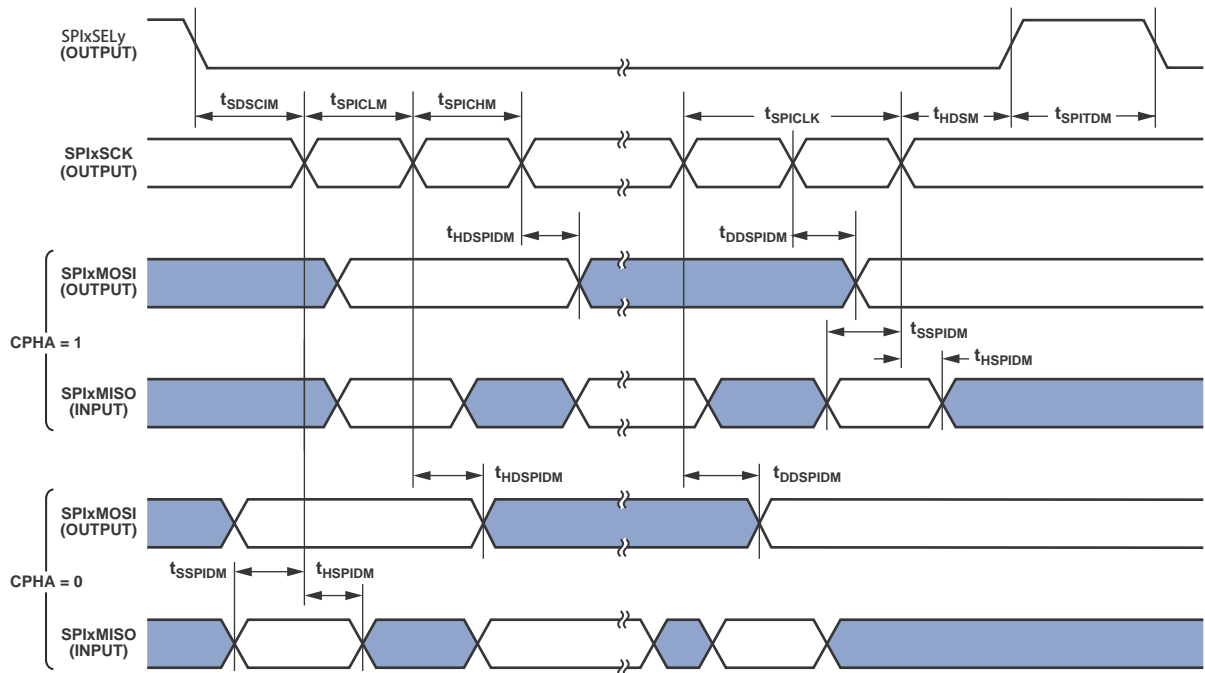 SPIxSELy
(OUTPUT)
tSDSCIM
tSPICLM
tSPICHM
tSPICLK
tHDSM
tSPITDM
SPIxSCK
(OUTPUT)
tHDSPIDM
tDDSPIDM
SPIxMOSI
(OUTPUT)
CPHA = 1
tSSPIDM
tHSPIDM
SPIxMISO
(INPUT)
tHDSPIDM
tDDSPIDM
SPIxMOSI
(OUTPUT)
tSSPIDM
tHSPIDM
CPHA = 0
SPIxMISO
(INPUT)